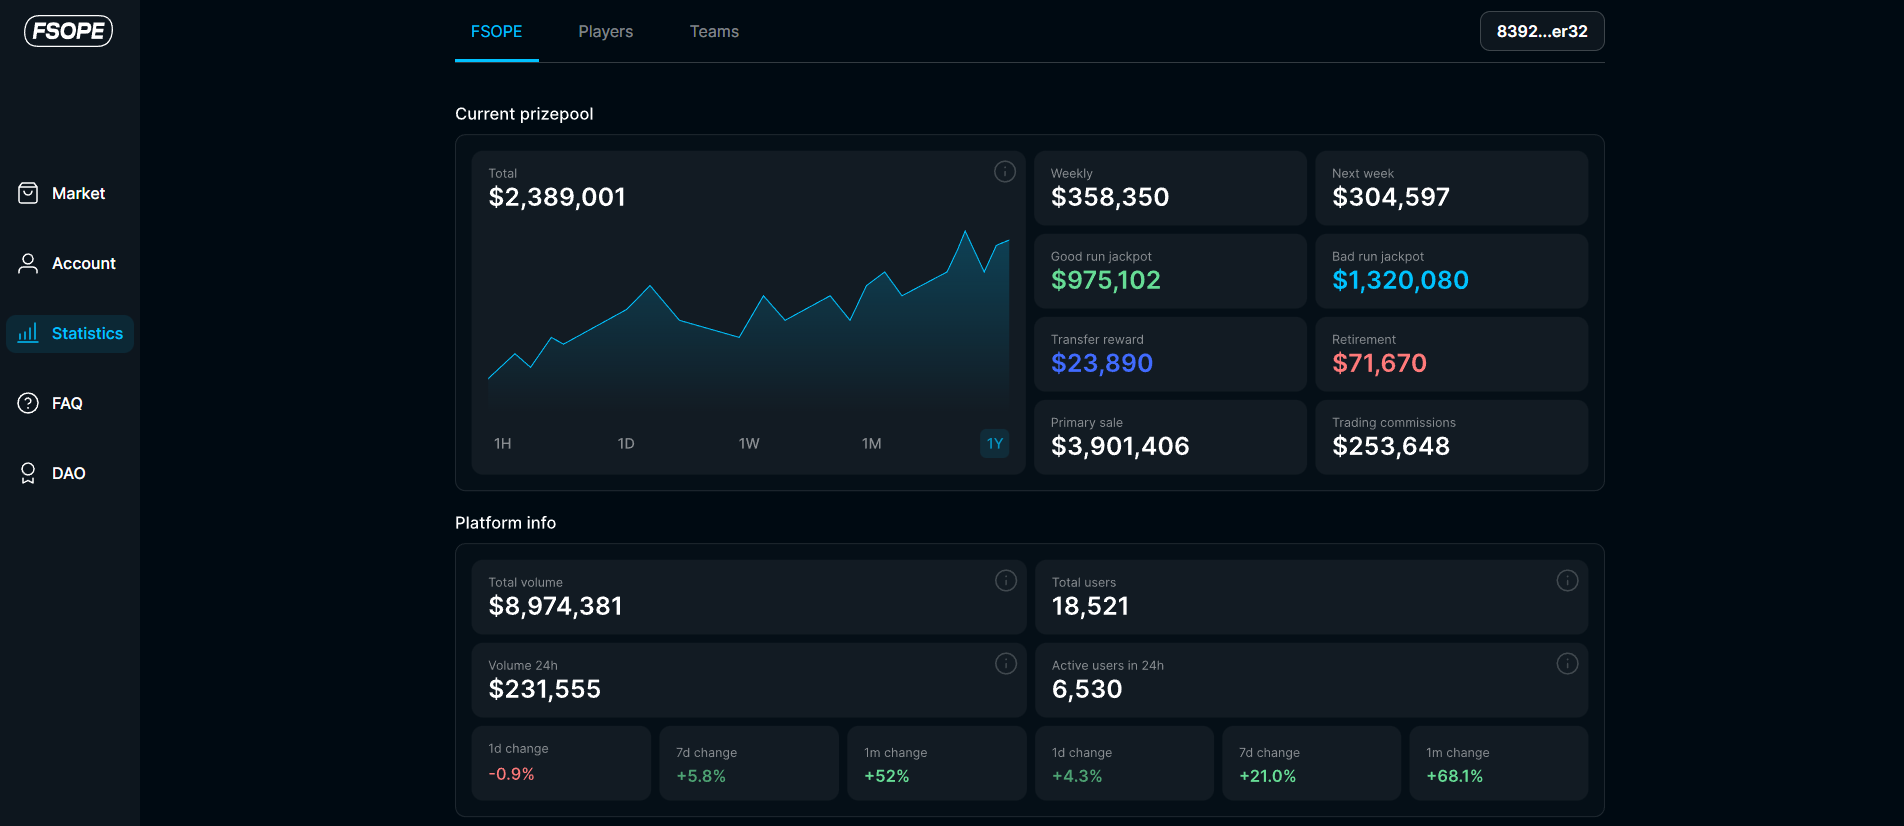 FSOPE
FSOPE Players Teams
8392...er32
Market
Account
Statistics
FAQ
DAO
Current prizepool
Total
$2,389,001
1H 1D 1W 1M 1Y
Weekly
$358,350
Next week
$304,597
Good run jackpot
$975,102
Bad run jackpot
$1,320,080
Transfer reward
$23,890
Retirement
$71,670
Primary sale
$3,901,406
Trading commissions
$253,648
Platform info
Total volume
$8,974,381
Total users
18,521
Volume 24h
$231,555
Active users in 24h
6,530
1d change
-0.9%
7d change
+5.8%
1m change
+52%
1d change
+4.3%
7d change
+21.0%
1m change
+68.1%